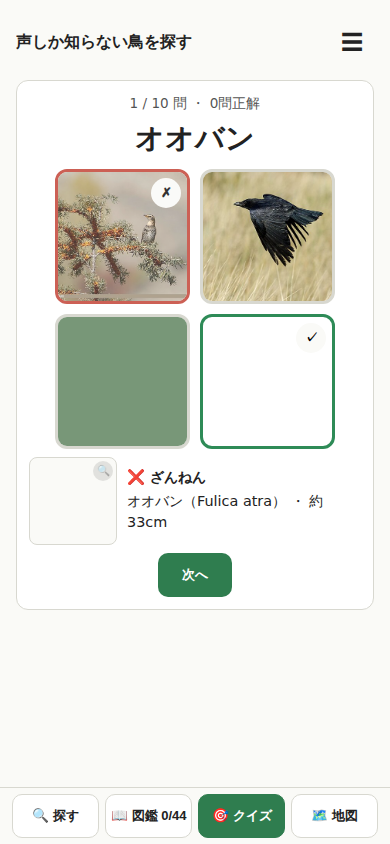 声しか知らない鳥を探す
☰
1 / 10 問 ・ 0問正解
オオバン
✗
✓
🔍
❌ ざんねん
オオバン（Fulica atra） ・ 約
33cm
次へ
🔍 探す
📖 図鑑 0/44
🎯 クイズ
🗺️ 地図